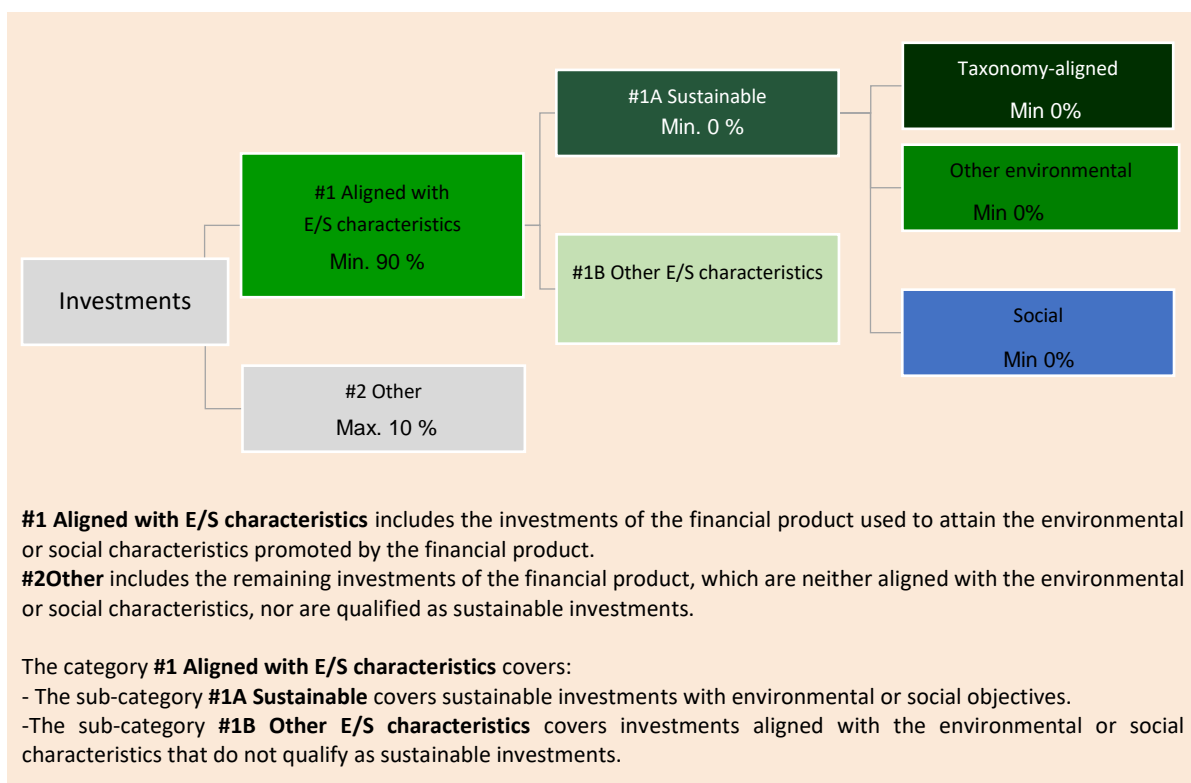 Taxonomy-aligned
Min 0%
#1A Sustainable
Min. 0 %
Other environmental
Min 0%
#1 Aligned with
E/S characteristics
Min. 90 %
#1B Other E/S characteristics
Investments
Social
Min 0%
#2 Other
Max. 10 %
#1 Aligned with E/S characteristics includes the investments of the financial product used to attain the environmental
or social characteristics promoted by the financial product.
#2Other includes the remaining investments of the financial product, which are neither aligned with the environmental
or social characteristics, nor are qualified as sustainable investments.
The category #1 Aligned with E/S characteristics covers:
- The sub-category #1A Sustainable covers sustainable investments with environmental or social objectives.
-The sub-category #1B Other E/S characteristics covers investments aligned with the environmental or social
characteristics that do not qualify as sustainable investments.